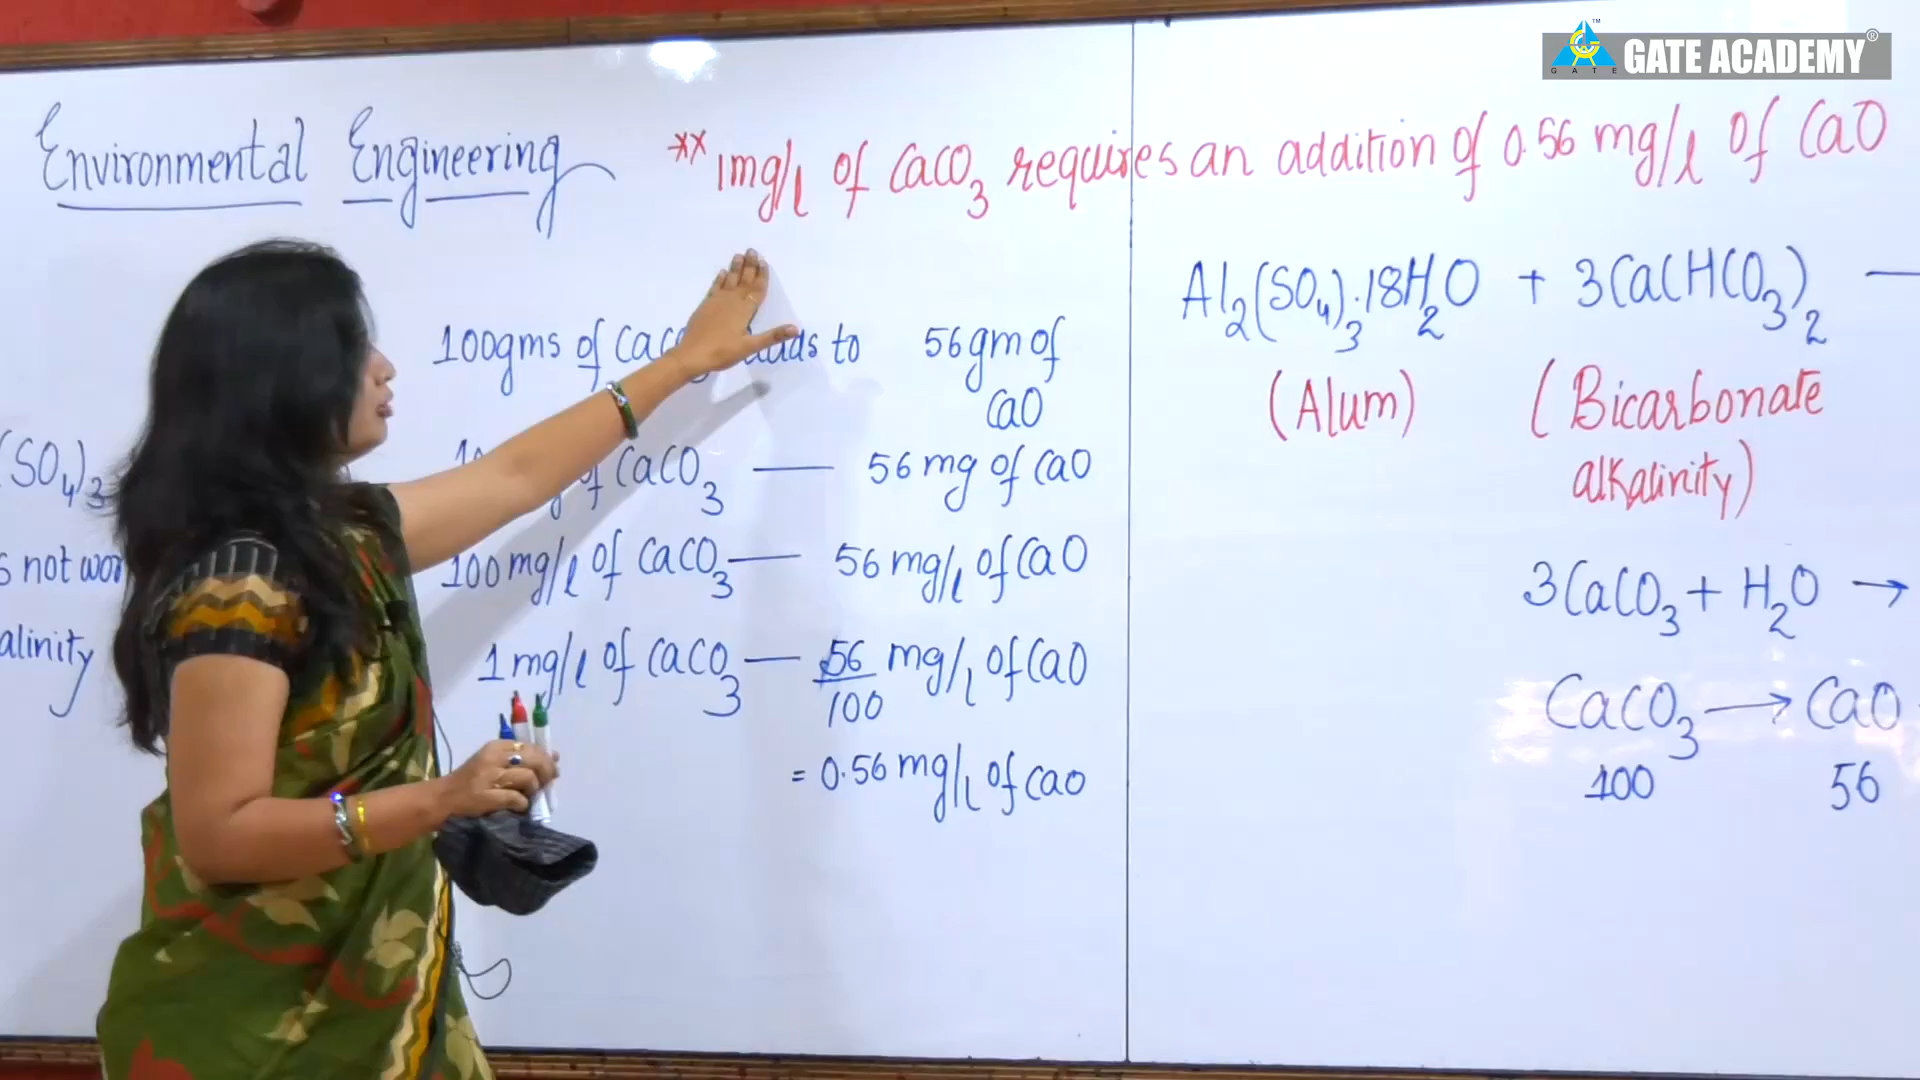 GATE
GATE ACADEMY
Environmental Engineering
** 1mg/l of CaCO3 requires an addition of 0.56 mg/l of CaO
Al2(SO4)3.18H2O + 3Ca(HCO3)2 —
(Alum) (Bicarbonate
alkalinity)
3CaCO3 + H2O →
CaCO3 → CaO
100 56
100gms of to 56gm of
CaO
of CaCO3 — 56 mg of CaO
100 mg/l of CaCO3 — 56 mg/l of CaO
1 mg/l of CaCO3 — 56/100 mg/l of CaO
= 0.56 mg/l of CaO
(SO4)3
not